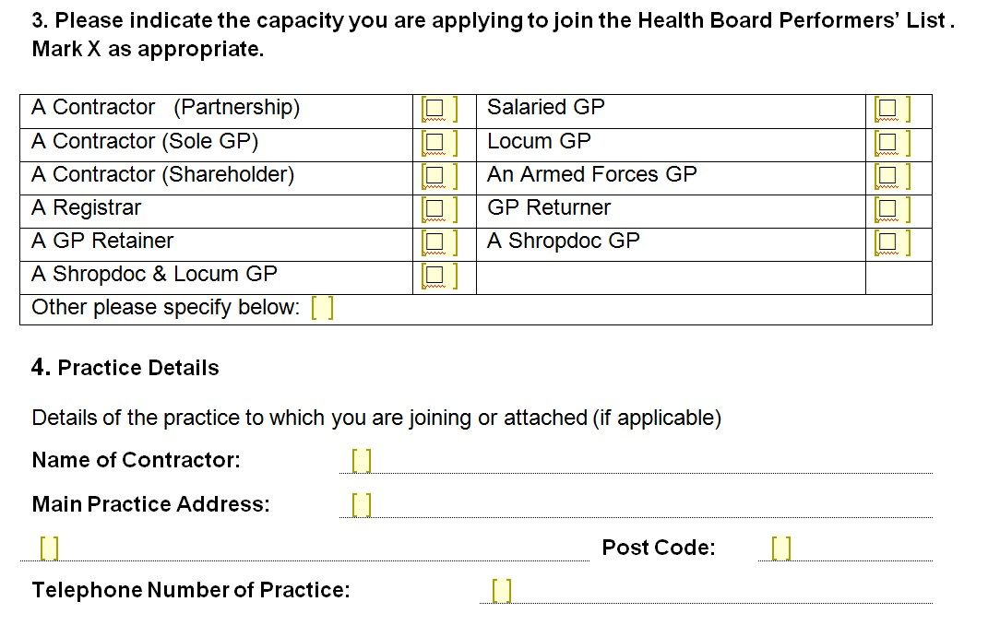 3. Please indicate the capacity you are applying to join the Health Board Performers' List.
Mark X as appropriate.
A Contractor (Partnership) [☐] Salaried GP [☐]
A Contractor (Sole GP) [☐] Locum GP [☐]
A Contractor (Shareholder) [☐] An Armed Forces GP [☐]
A Registrar [☐] GP Returner [☐]
A GP Retainer [☐] A Shropdoc GP [☐]
A Shropdoc & Locum GP [☐]
Other please specify below: [ ]
4. Practice Details
Details of the practice to which you are joining or attached (if applicable)
Name of Contractor: [ ]
Main Practice Address: [ ]
[ ] Post Code: [ ]
Telephone Number of Practice: [ ]